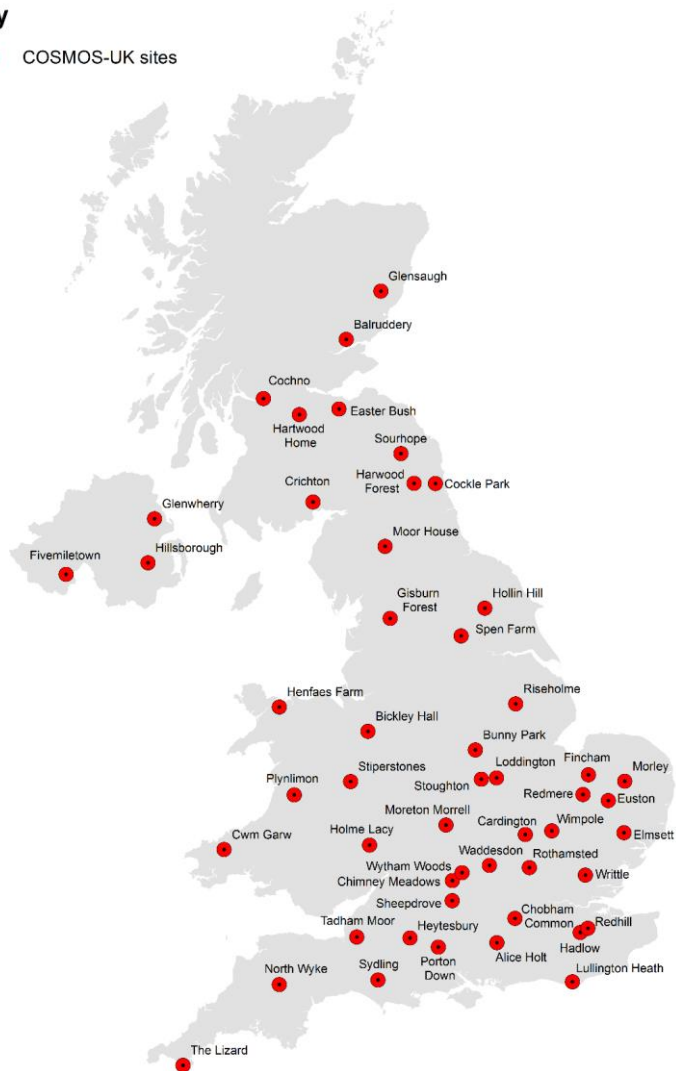 y
COSMOS-UK sites
Glensaugh
Balruddery
Cochno
Easter Bush
Hartwood
Home
Sourhope
Harwood
Forest
Cockle Park
Crichton
Glenwherry
Moor House
Hillsborough
Fivemiletown
Gisburn
Forest
Hollin Hill
Spen Farm
Henfaes Farm
Riseholme
Bickley Hall
Bunny Park
Loddington
Fincham
Morley
Stiperstones
Stoughton
Plynlimon
Redmere
Euston
Moreton Morrell
Cardington
Wimpole
Elmsett
Cwm Garw
Holme Lacy
Waddesdon
Rothamsted
Wytham Woods
Writtle
Chimney Meadows
Sheepdrove
Chobham
Common
Redhill
Tadham Moor
Heytesbury
Hadlow
Porton
Down
Alice Holt
Lullington Heath
North Wyke
Sydling
The Lizard